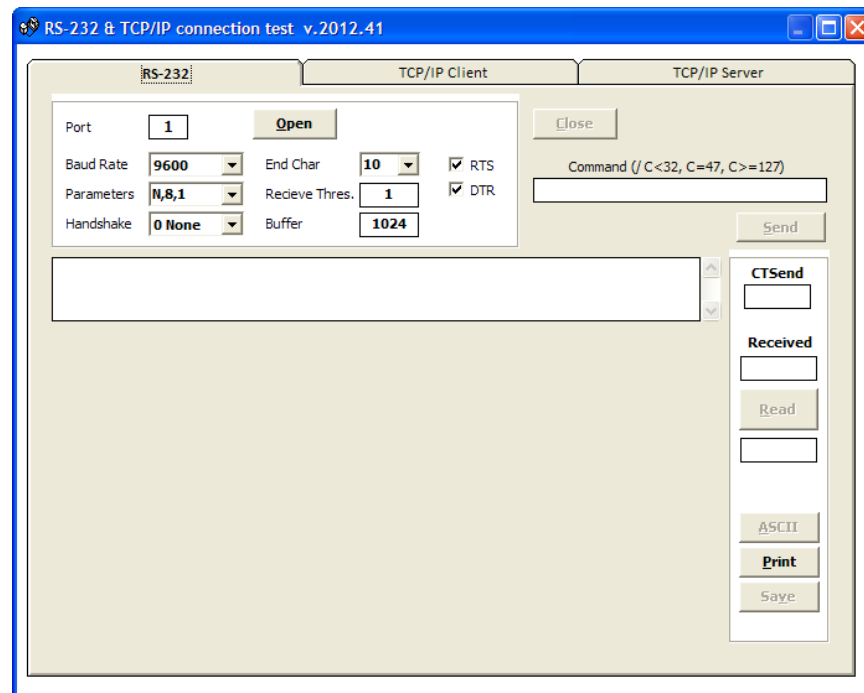 RS-232 & TCP/IP connection test v.2012.41
RS-232 TCP/IP Client TCP/IP Server
Port 1 Open Close
Baud Rate 9600 End Char 10 RTS Command (/ C<32, C=47, C>=127)
Parameters N,8,1 Recieve Thres. 1 DTR
Handshake 0 None Buffer 1024 Send
CTSend
Received
Read
ASCII
Print
Save